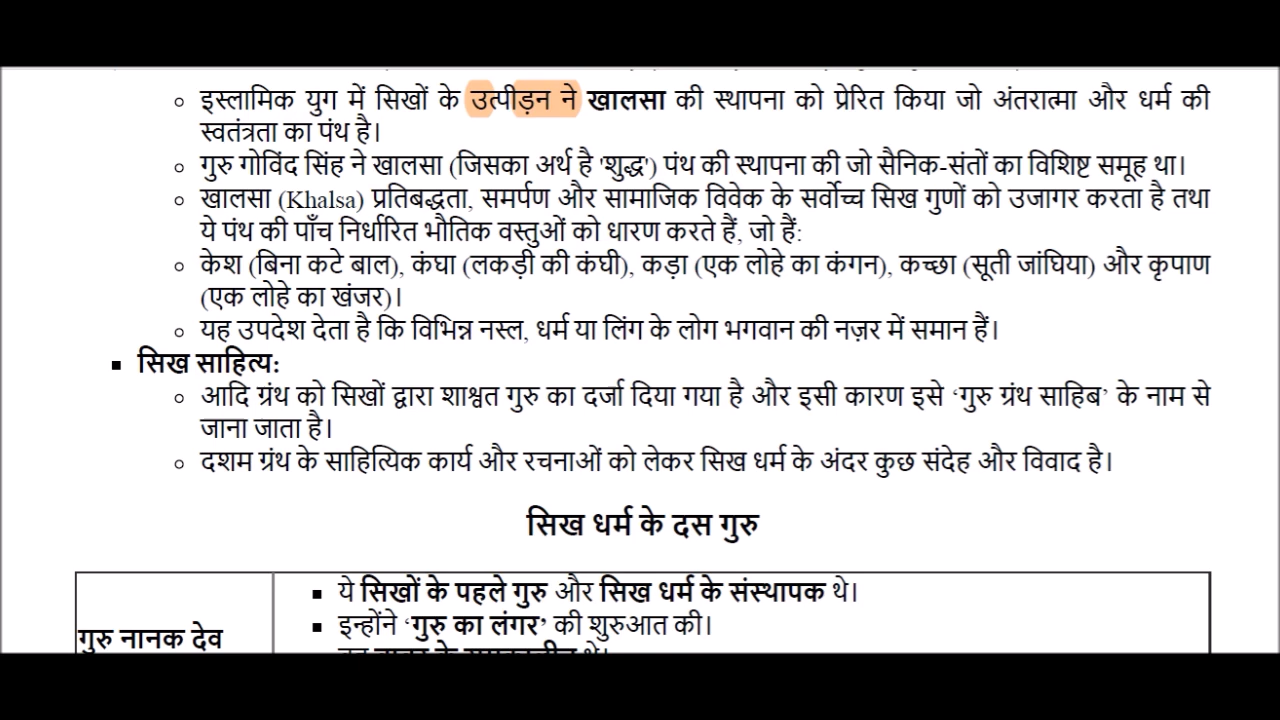 इस्लामिक युग में सिखों के उत्पीड़न ने खालसा की स्थापना को प्रेरित किया जो अंतरात्मा और धर्म की
स्वतंत्रता का पंथ है।
गुरु गोविंद सिंह ने खालसा (जिसका अर्थ है 'शुद्ध') पंथ की स्थापना की जो सैनिक-संतों का विशिष्ट समूह था।
खालसा (Khalsa) प्रतिबद्धता, समर्पण और सामाजिक विवेक के सर्वोच्च सिख गुणों को उजागर करता है तथा
ये पंथ की पाँच निर्धारित भौतिक वस्तुओं को धारण करते हैं, जो हैं:
केश (बिना कटे बाल), कंघा (लकड़ी की कंघी), कड़ा (एक लोहे का कंगन), कच्छा (सूती जांघिया) और कृपाण
(एक लोहे का खंजर)।
यह उपदेश देता है कि विभिन्न नस्ल, धर्म या लिंग के लोग भगवान की नज़र में समान हैं।
सिख साहित्य:
आदि ग्रंथ को सिखों द्वारा शाश्वत गुरु का दर्जा दिया गया है और इसी कारण इसे ‘गुरु ग्रंथ साहिब’ के नाम से
जाना जाता है।
दशम ग्रंथ के साहित्यिक कार्य और रचनाओं को लेकर सिख धर्म के अंदर कुछ संदेह और विवाद है।
सिख धर्म के दस गुरु
ये सिखों के पहले गुरु और सिख धर्म के संस्थापक थे।
इन्होंने ‘गुरु का लंगर’ की शुरुआत की।
गुरु नानक देव